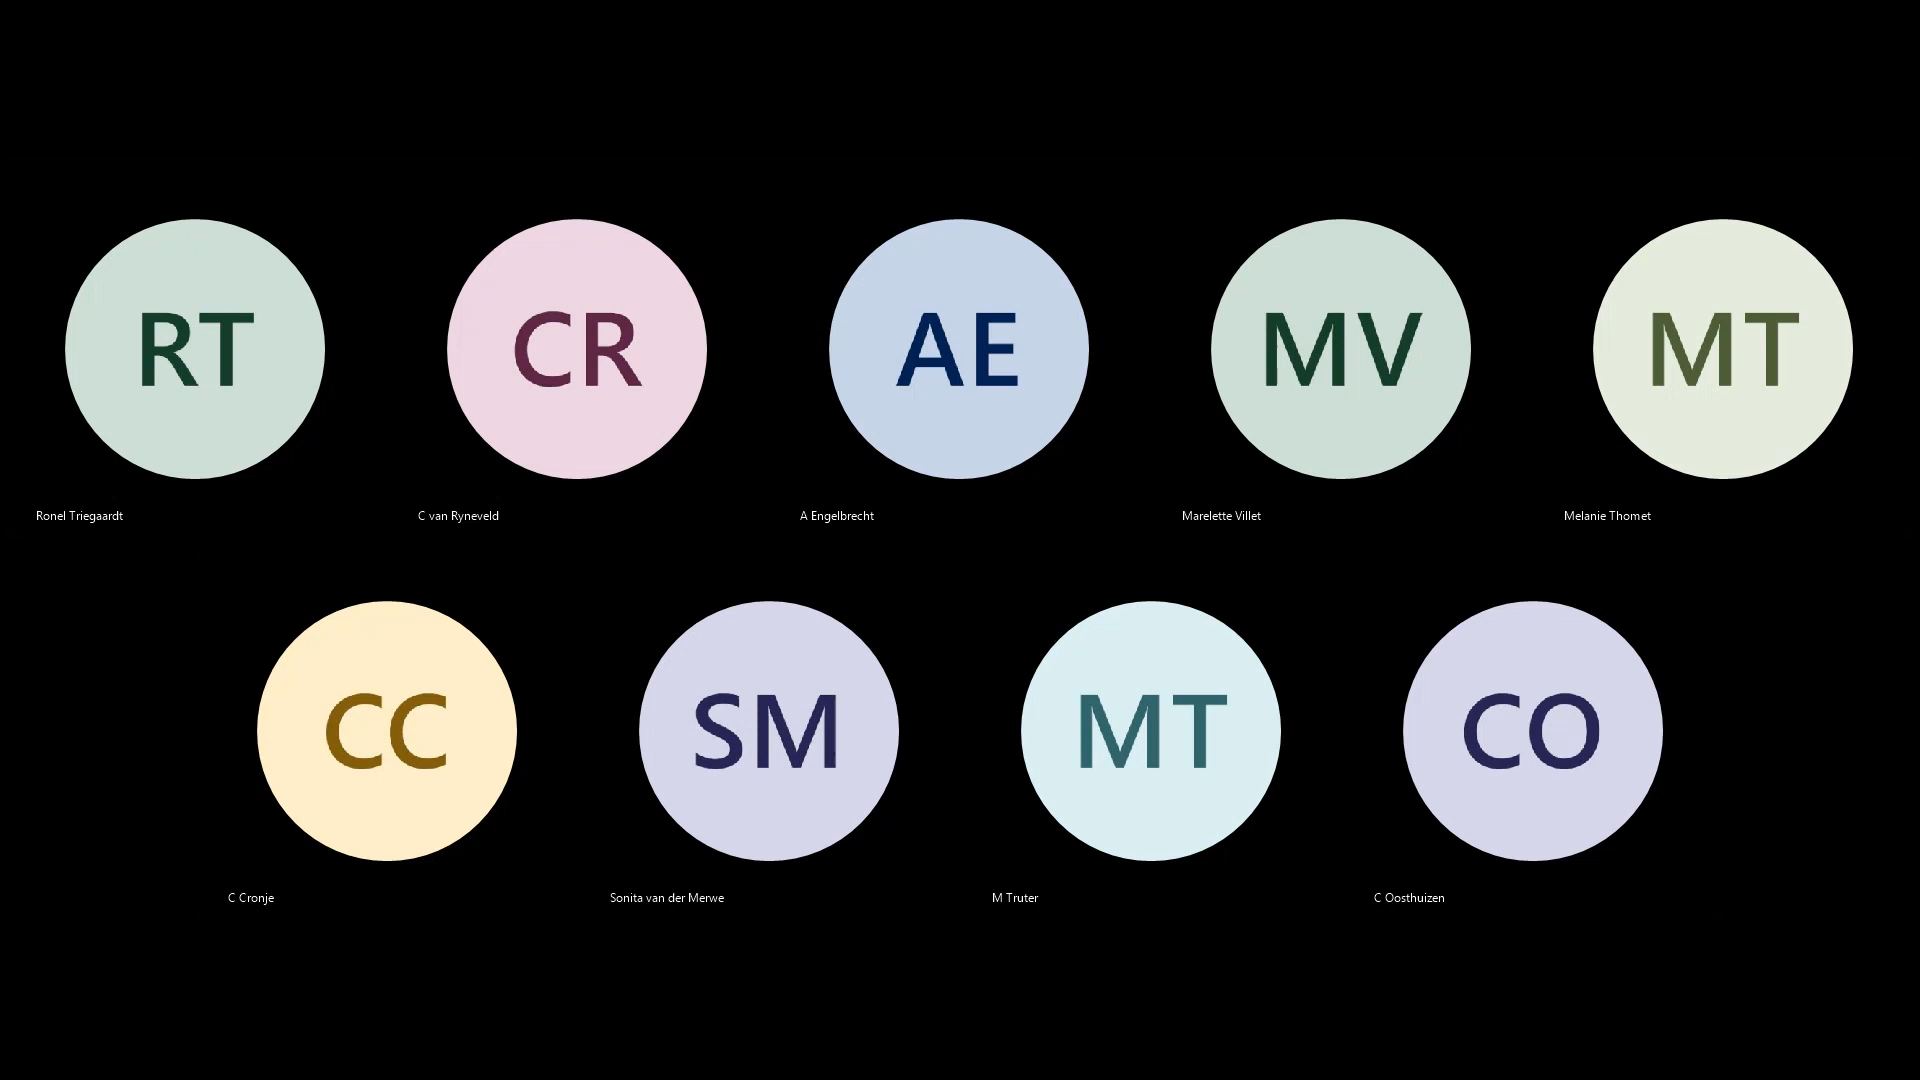 RT
CR
AE
MV
MT
Ronel Triegaardt
C van Ryneveld
A Engelbrecht
Marelette Villet
Melanie Thomet
CC
SM
MT
CO
C Cronje
Sonita van der Merwe
M Truter
C Oosthuizen